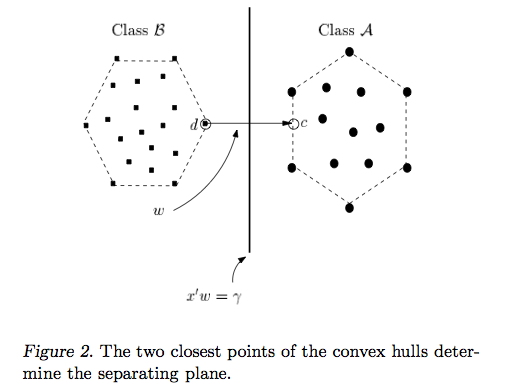 Class B
Class A
d
c
w
x'w = γ
Figure 2. The two closest points of the convex hulls deter-
mine the separating plane.